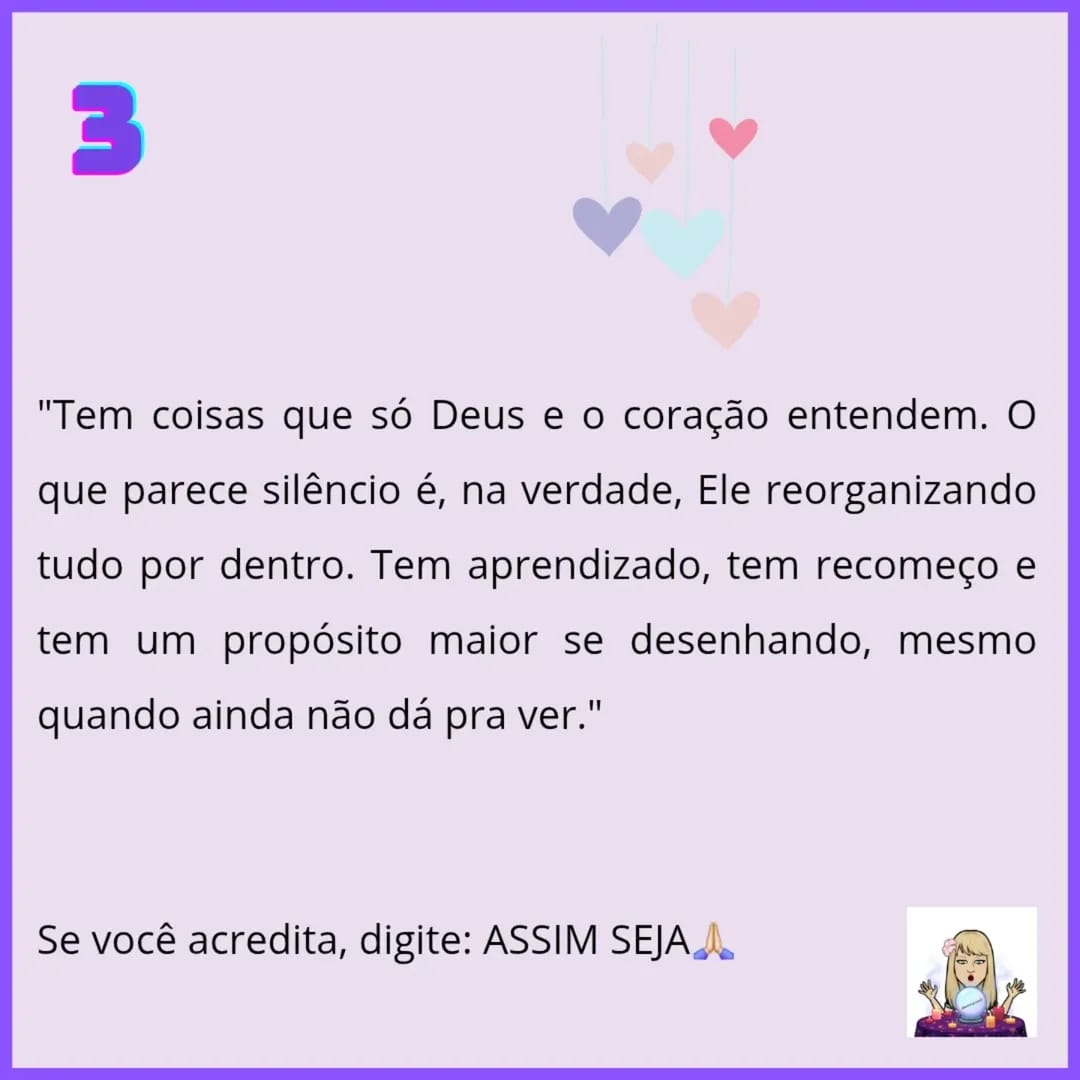 3
"Tem coisas que só Deus e o coração entendem. O
que parece silêncio é, na verdade, Ele reorganizando
tudo por dentro. Tem aprendizado, tem recomeço e
tem um propósito maior se desenhando, mesmo
quando ainda não dá pra ver."
Se você acredita, digite: ASSIM SEJA🙏